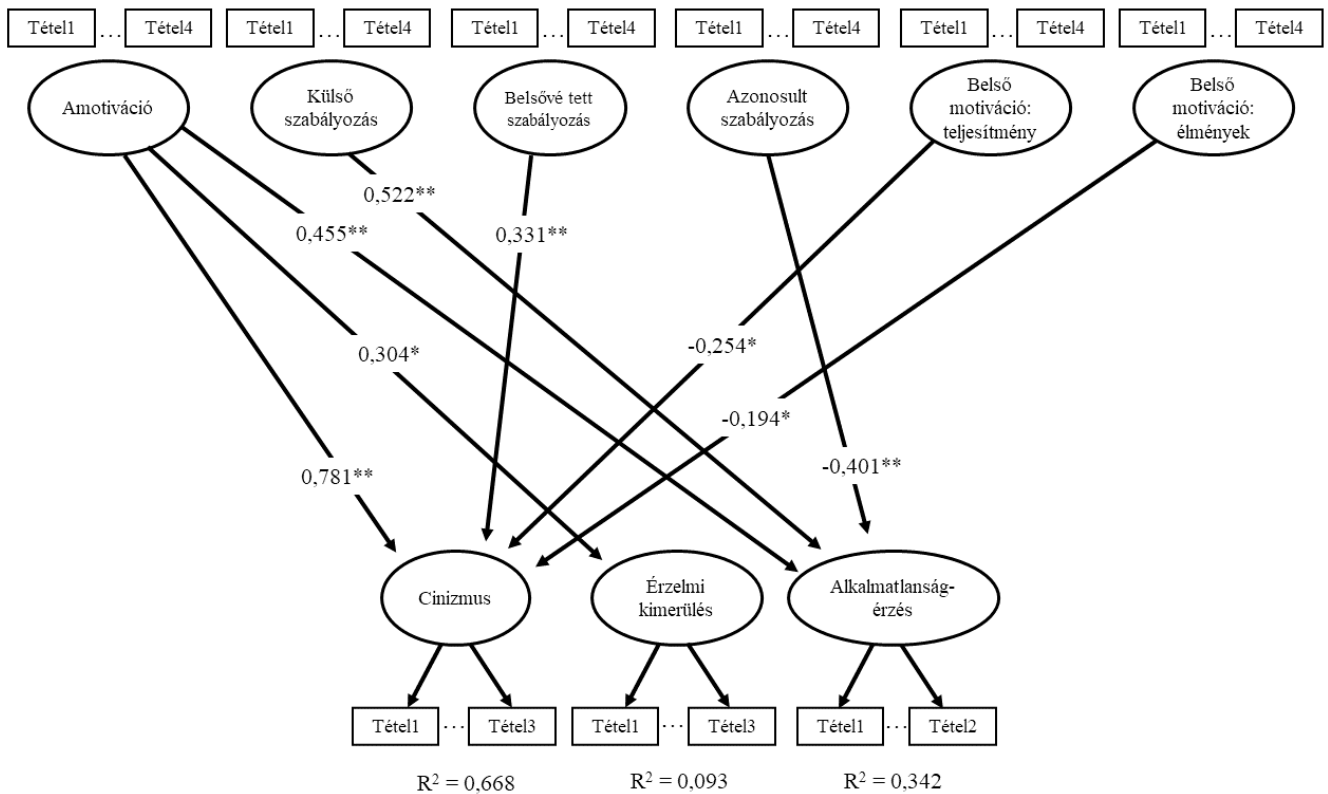 Tétel1 ... Tétel4 Tétel1 ... Tétel4 Tétel1 ... Tétel4 Tétel1 ... Tétel4 Tétel1 ... Tétel4 Tétel1 ... Tétel4
Amotiváció
Külső
szabályozás
Belsővé tett
szabályozás
Azonosult
szabályozás
Belső
motiváció:
teljesítmény
Belső
motiváció:
élmények
0,522**
0,455**
0,331**
0,304*
-0,254*
-0,194*
-0,401**
0,781**
Cinizmus
Érzelmi
kimerülés
Alkalmatlanság-
érzés
Tétel1 ... Tétel3 Tétel1 ... Tétel3 Tétel1 ... Tétel2
R² = 0,668
R² = 0,093
R² = 0,342